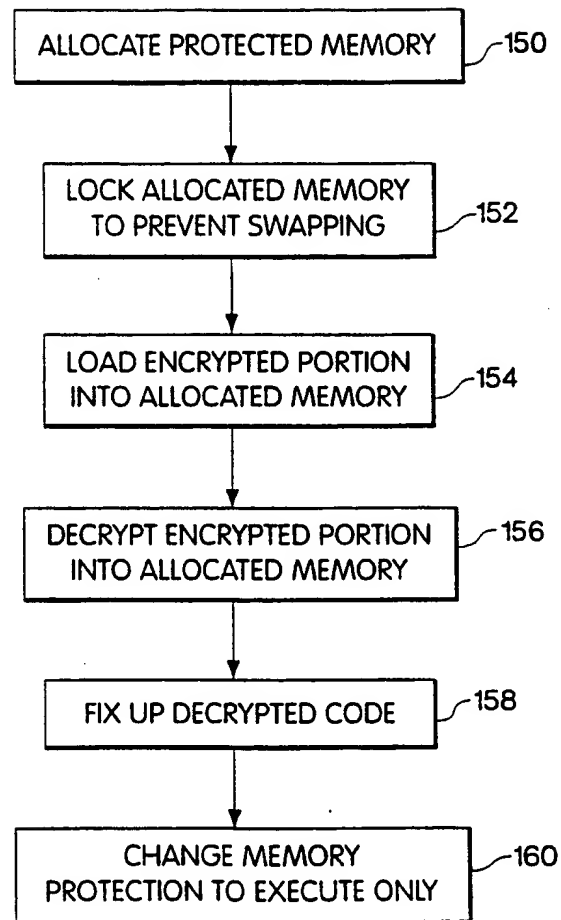 ALLOCATE PROTECTED MEMORY
150
LOCK ALLOCATED MEMORY
TO PREVENT SWAPPING
152
LOAD ENCRYPTED PORTION
INTO ALLOCATED MEMORY
154
DECRYPT ENCRYPTED PORTION
INTO ALLOCATED MEMORY
156
FIX UP DECRYPTED CODE
158
CHANGE MEMORY
PROTECTION TO EXECUTE ONLY
160